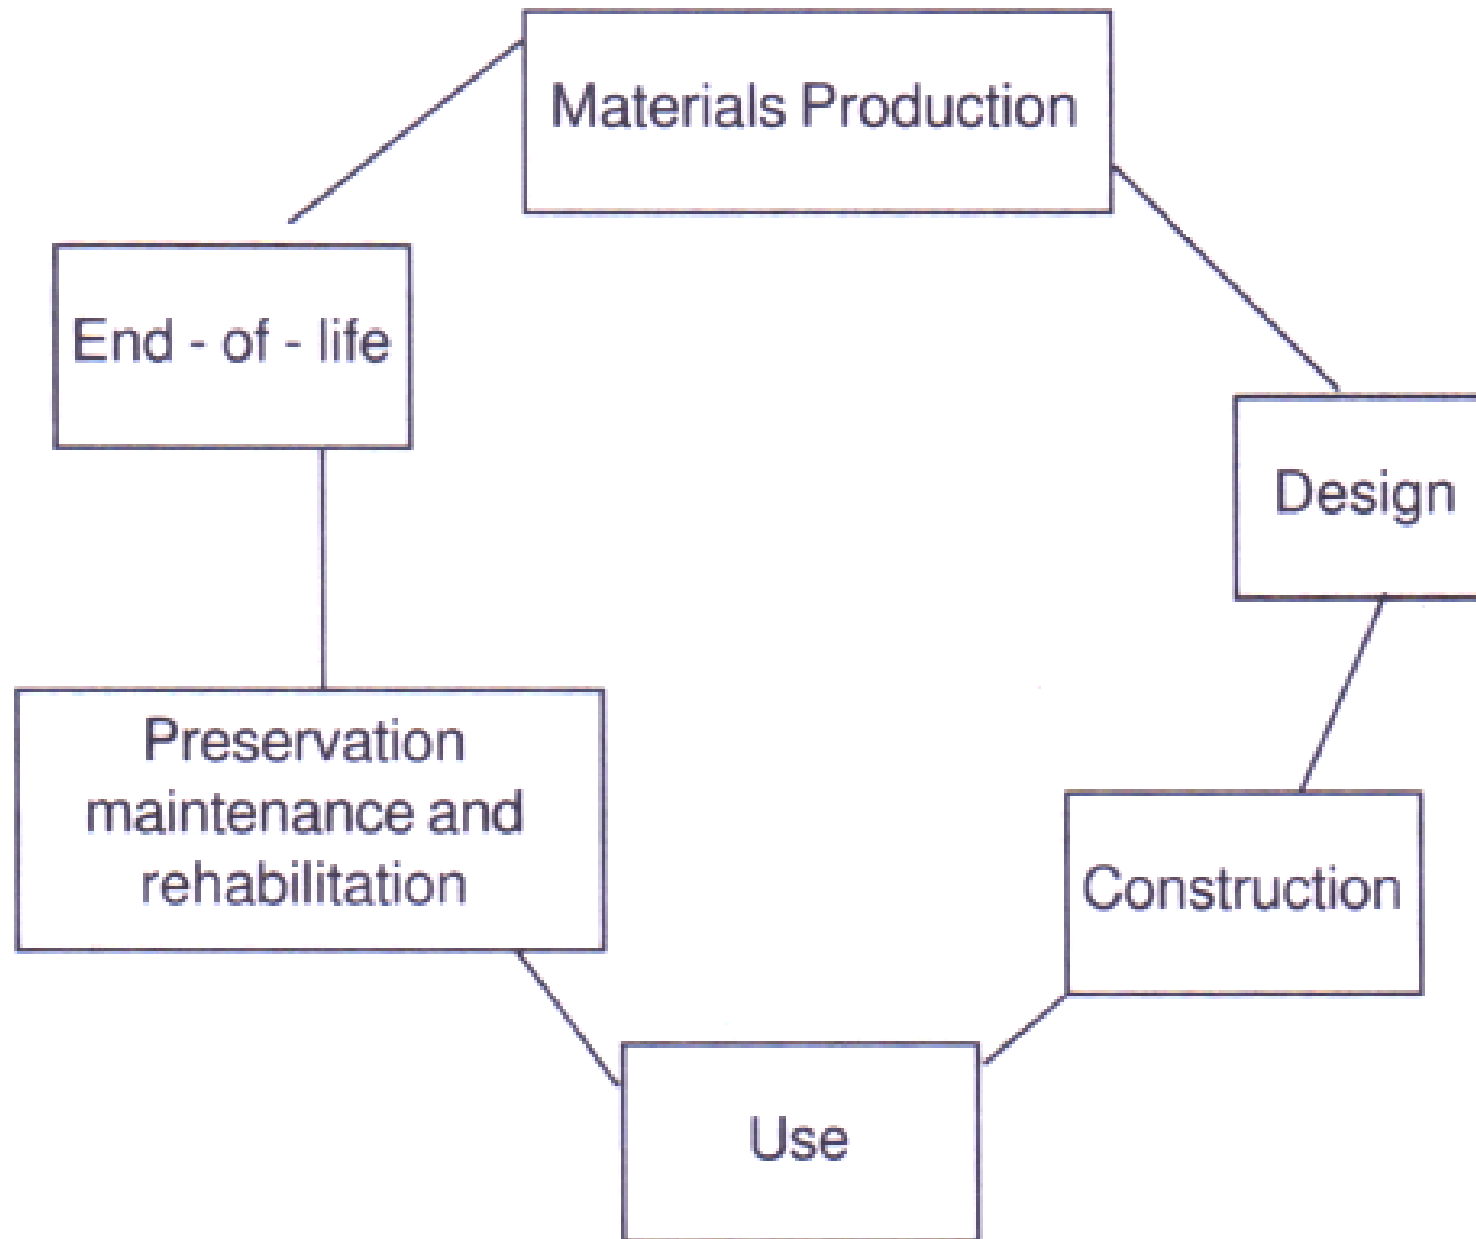 Materials Production
End - of - life
Design
Preservation
maintenance and
rehabilitation
Construction
Use